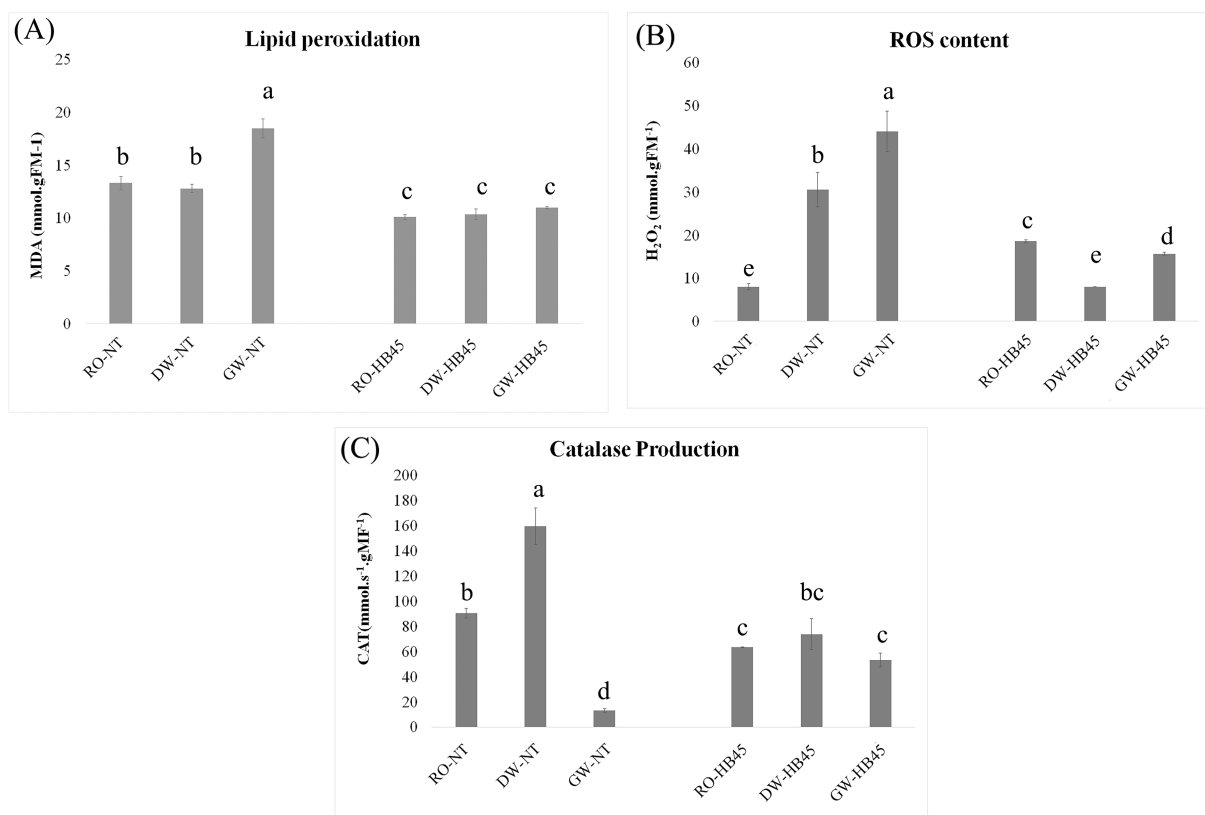 (A)
Lipid peroxidation
MDA (mmol.gFM-1)
25
20
15
10
5
0
b
b
a
c
c
c
RO-NT
DW-NT
GW-NT
RO-HB45
DW-HB45
GW-HB45
(B)
ROS content
H₂O₂ (mmol.gFM⁻¹)
60
50
40
30
20
10
0
e
b
a
c
e
d
RO-NT
DW-NT
GW-NT
RO-HB45
DW-HB45
GW-HB45
(C)
Catalase Production
CAT(mmol.s⁻¹.gMF⁻¹)
200
180
160
140
120
100
80
60
40
20
0
b
a
d
c
bc
c
RO-NT
DW-NT
GW-NT
RO-HB45
DW-HB45
GW-HB45